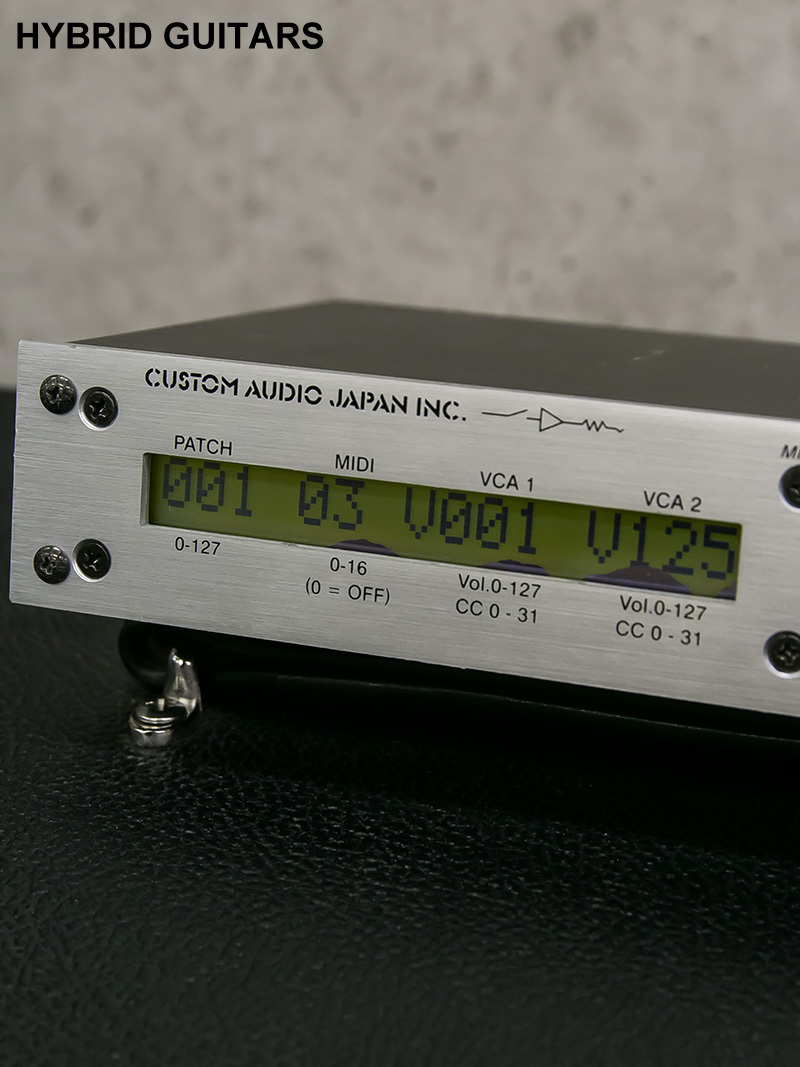 HYBRID GUITARS
CUSTOM AUDIO JAPAN INC.
PATCH MIDI VCA 1 VCA 2
001 03 V001 V125
0-127 0-16 Vol.0-127 Vol.0-127
(0 = OFF) CC 0 - 31 CC 0 - 31